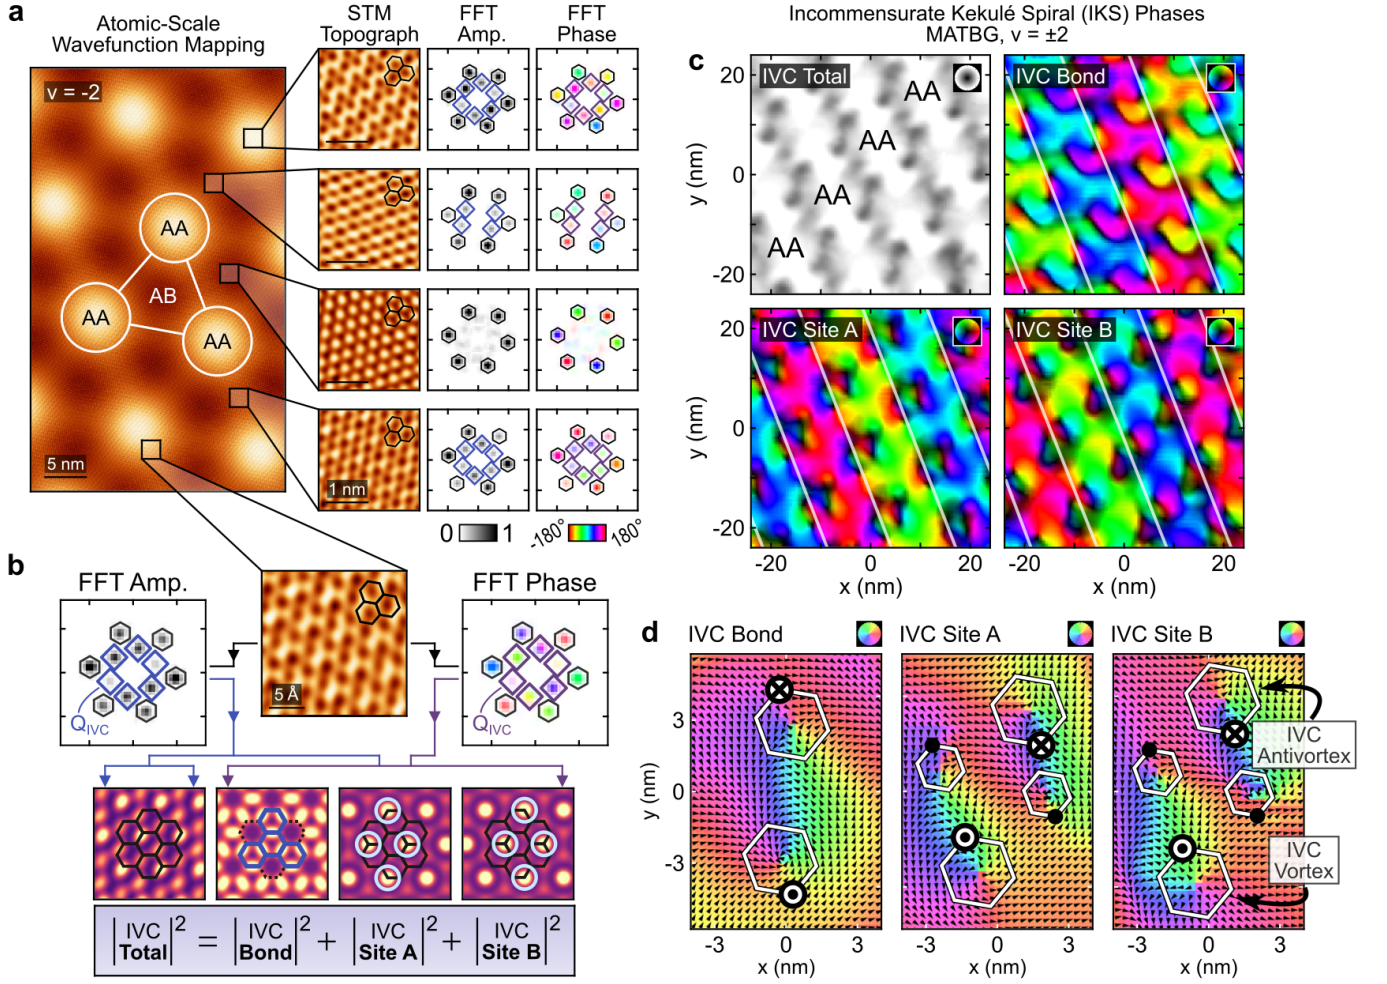 a
Atomic-Scale
Wavefunction Mapping
STM
Topograph
FFT
Amp.
FFT
Phase
ν = -2
AA
AB
AA
AA
5 nm
1 nm
0
1
-180°
180°
b
FFT Amp.
FFT Phase
Q_IVC
5 Å
Q_IVC
|IVC Total|² = |IVC Bond|² + |IVC Site A|² + |IVC Site B|²
Incommensurate Kekulé Spiral (IKS) Phases
MATBG, ν = ±2
c
IVC Total
AA
AA
AA
AA
IVC Bond
20
0
-20
y (nm)
IVC Site A
IVC Site B
20
0
-20
y (nm)
-20
0
20
x (nm)
-20
0
20
x (nm)
d
IVC Bond
IVC Site A
IVC Site B
3
0
-3
y (nm)
-3
0
3
x (nm)
-3
0
3
x (nm)
-3
0
3
x (nm)
IVC
Antivortex
IVC
Vortex